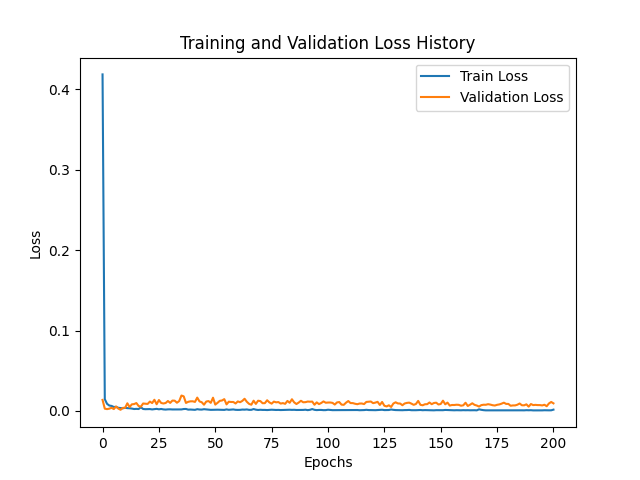 Training and Validation Loss History
Train Loss
Validation Loss
0.4
0.3
0.2
0.1
0.0
Loss
0 25 50 75 100 125 150 175 200
Epochs